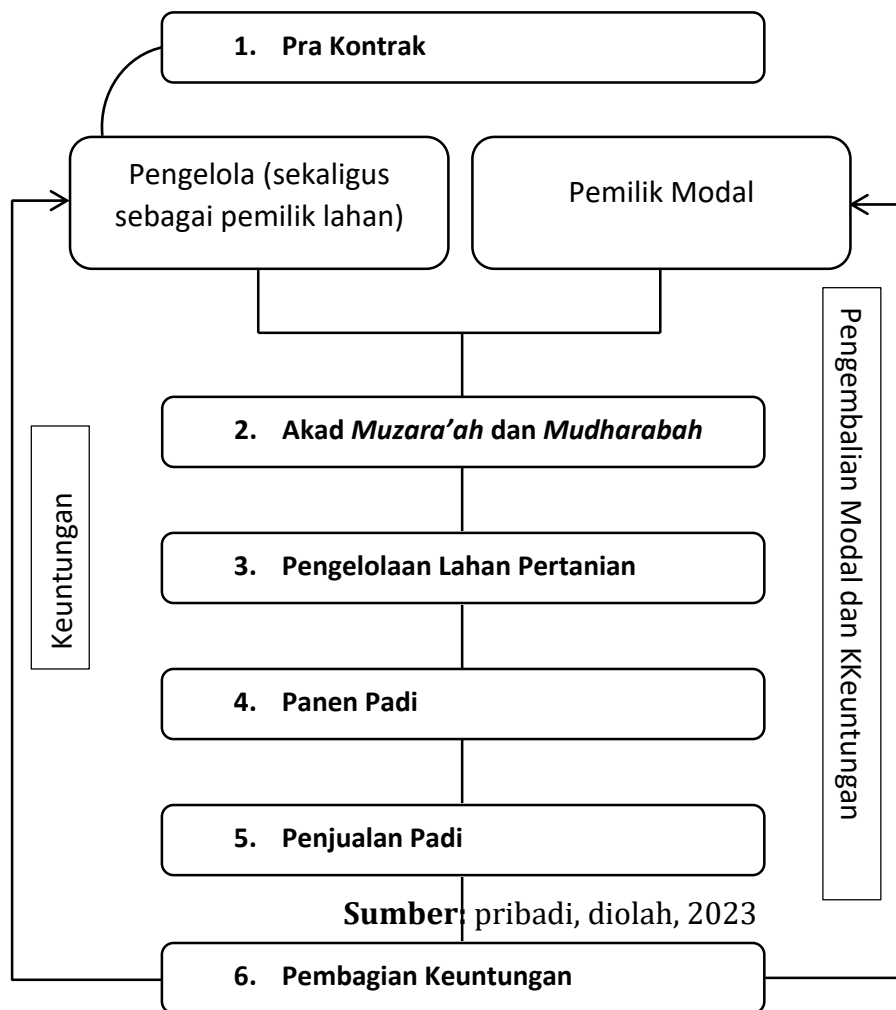 1. Pra Kontrak
Pengelola (sekaligus
sebagai pemilik lahan)
Pemilik Modal
2. Akad Muzara’ah dan Mudharabah
Keuntungan
Pengembalian Modal dan KKeuntungan
3. Pengelolaan Lahan Pertanian
4. Panen Padi
5. Penjualan Padi
Sumber: pribadi, diolah, 2023
6. Pembagian Keuntungan